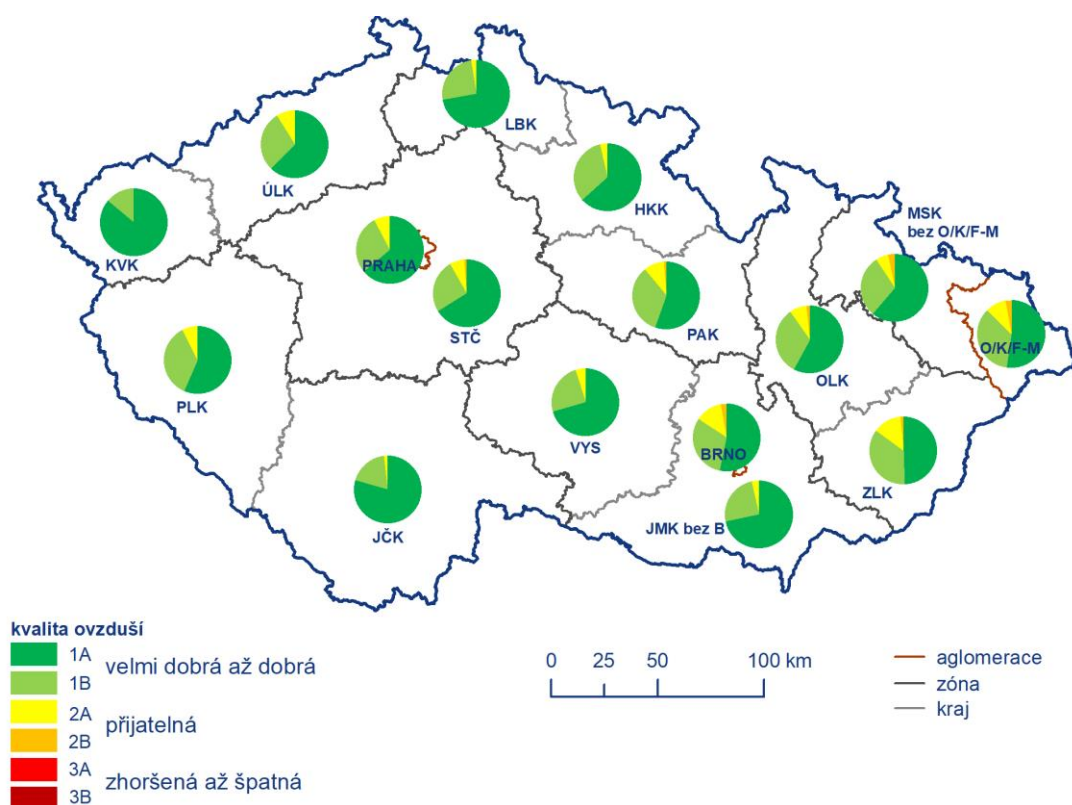 LBK
ÚLK
HKK
MSK
bez O/K/F-M
KVK
PRAHA
STČ
PAK
O/K/F-M
OLK
PLK
VYS
BRNO
ZLK
JČK
JMK bez B
kvalita ovzduší
1A
velmi dobrá až dobrá
1B
2A
přijatelná
2B
3A
zhoršená až špatná
3B
0 25 50 100 km
aglomerace
zóna
kraj